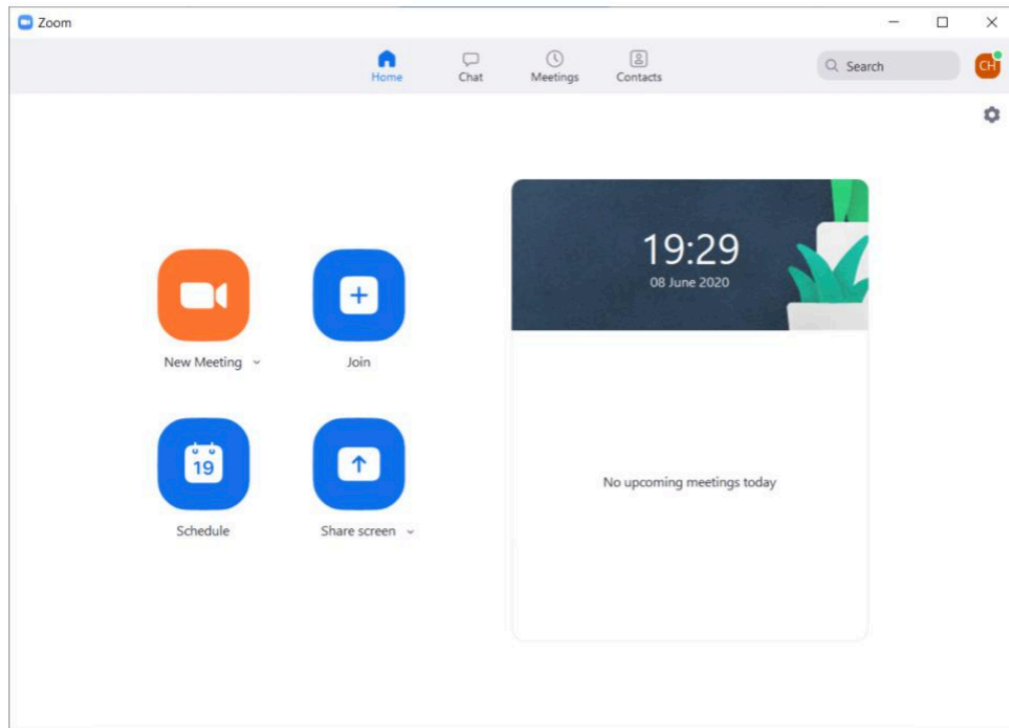 Zoom
Home
Chat
Meetings
Contacts
Search
CH
19:29
08 June 2020
New Meeting
Join
19
Schedule
Share screen
No upcoming meetings today